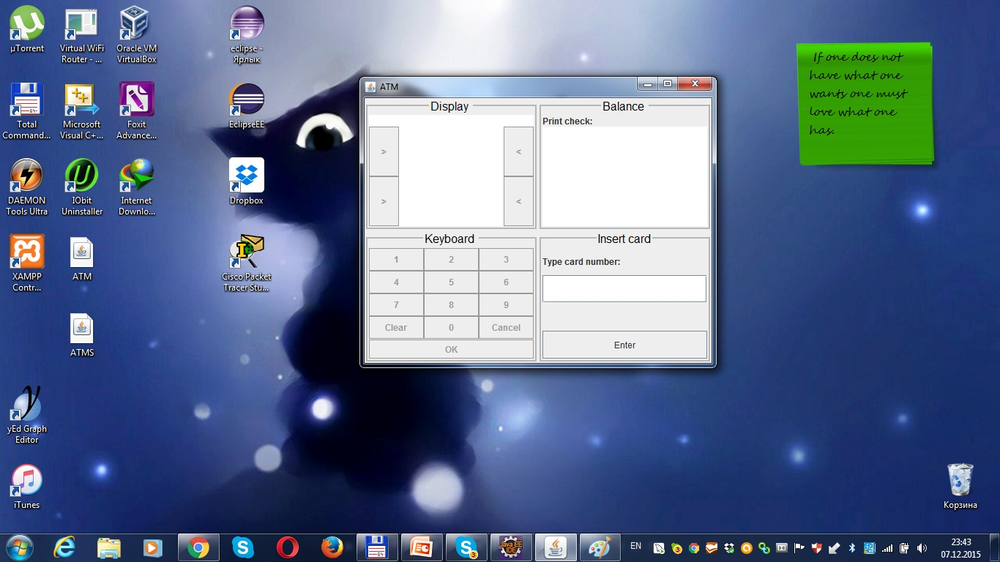 µTorrent
Virtual WiFi
Router - ...
Oracle VM
VirtualBox
eclipse -
Ярлык
Total
Command...
Microsoft
Visual C+...
Foxit
Advance...
EclipseEE
DAEMON
Tools Ultra
IObit
Uninstaller
Internet
Downlo...
Dropbox
XAMPP
Contr...
ATM
Cisco Packet
Tracer Stu...
ATMS
yEd Graph
Editor
iTunes
ATM
Display
>
<
>
<
Balance
Print check:
Keyboard
1 2 3
4 5 6
7 8 9
Clear 0 Cancel
OK
Insert card
Type card number:
Enter
If one does not
have what one
wants one must
love what one
has.
Корзина
Java EE
IDE
EN
23:43
07.12.2015